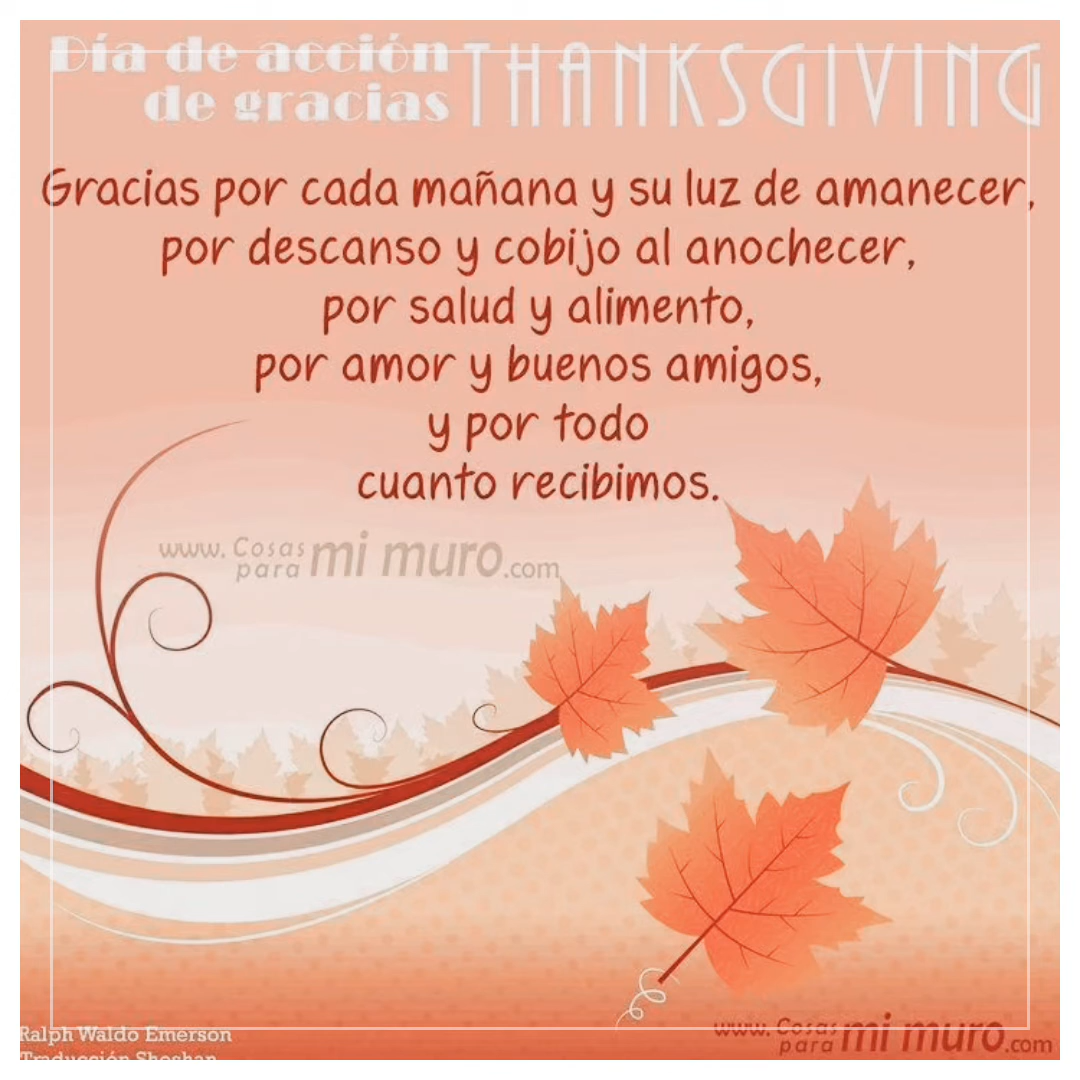 Día de acción
de gracias
THANKSGIVING
Gracias por cada mañana y su luz de amanecer,
por descanso y cobijo al anochecer,
por salud y alimento,
por amor y buenos amigos,
y por todo
cuanto recibimos.
www. Cosas para mi muro.com
Ralph Waldo Emerson
Traducción Shoshan
www. Cosas para mi muro.com